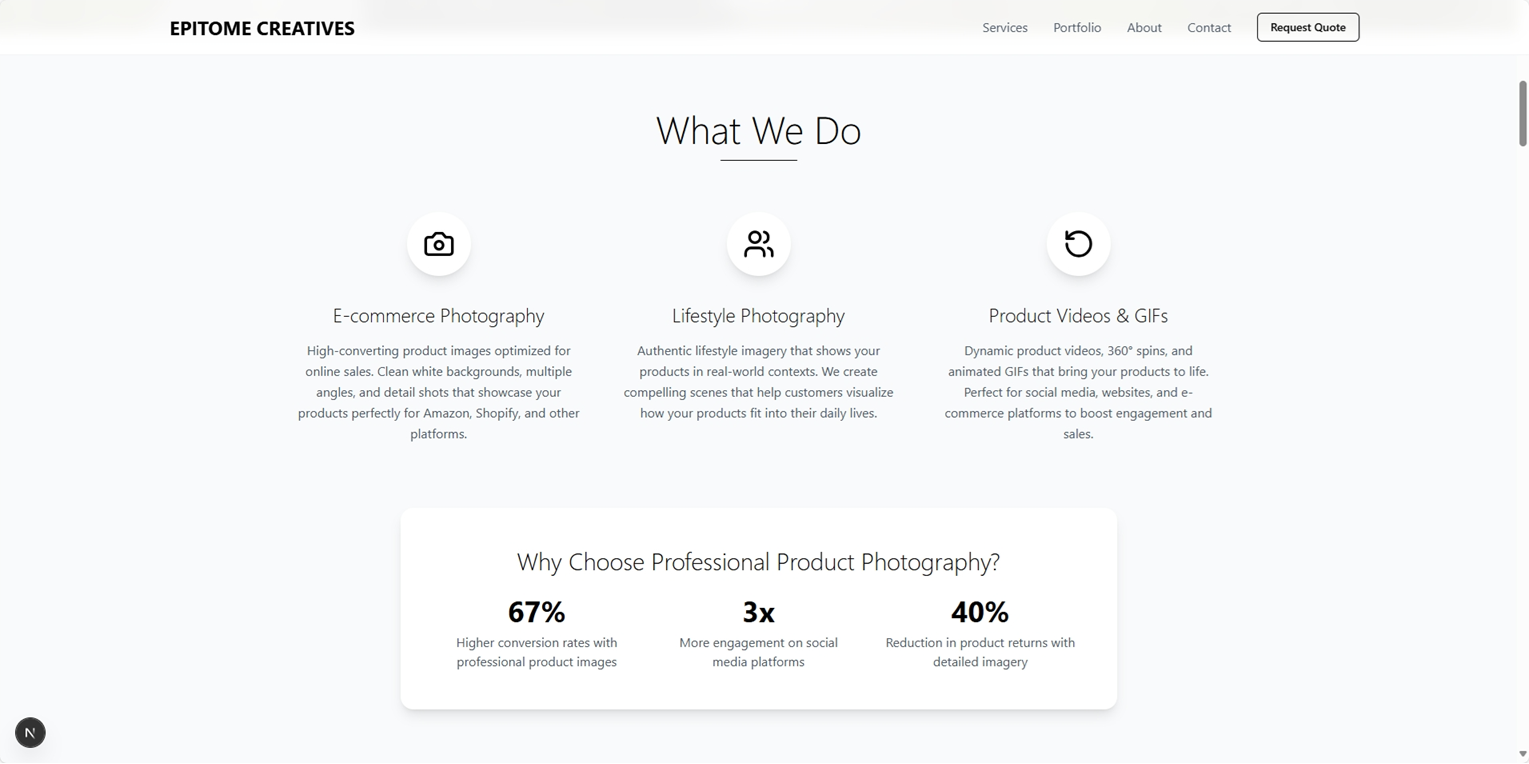 EPITOME CREATIVES
Services
Portfolio
About
Contact
Request Quote
What We Do
E-commerce Photography
High-converting product images optimized for
online sales. Clean white backgrounds, multiple
angles, and detail shots that showcase your
products perfectly for Amazon, Shopify, and other
platforms.
Lifestyle Photography
Authentic lifestyle imagery that shows your
products in real-world contexts. We create
compelling scenes that help customers visualize
how your products fit into their daily lives.
Product Videos & GIFs
Dynamic product videos, 360° spins, and
animated GIFs that bring your products to life.
Perfect for social media, websites, and e-
commerce platforms to boost engagement and
sales.
Why Choose Professional Product Photography?
67%
Higher conversion rates with
professional product images
3x
More engagement on social
media platforms
40%
Reduction in product returns with
detailed imagery
N